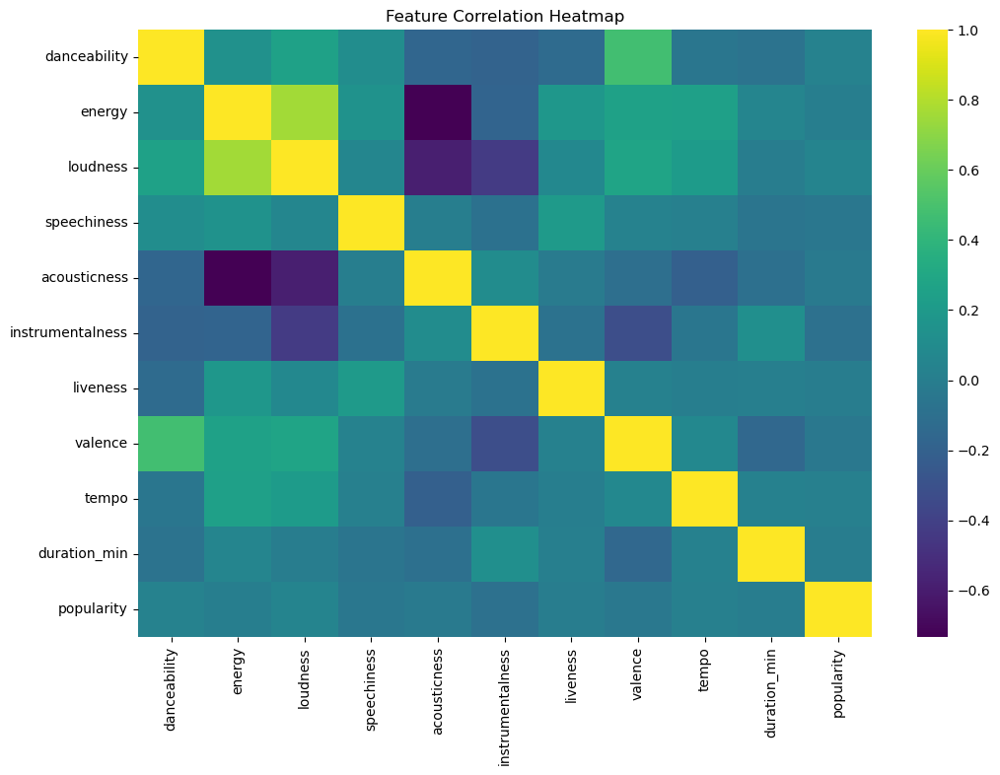 Feature Correlation Heatmap
danceability
energy
loudness
speechiness
acousticness
instrumentalness
liveness
valence
tempo
duration_min
popularity
danceability
energy
loudness
speechiness
acousticness
instrumentalness
liveness
valence
tempo
duration_min
popularity
1.0
0.8
0.6
0.4
0.2
0.0
−0.2
−0.4
−0.6